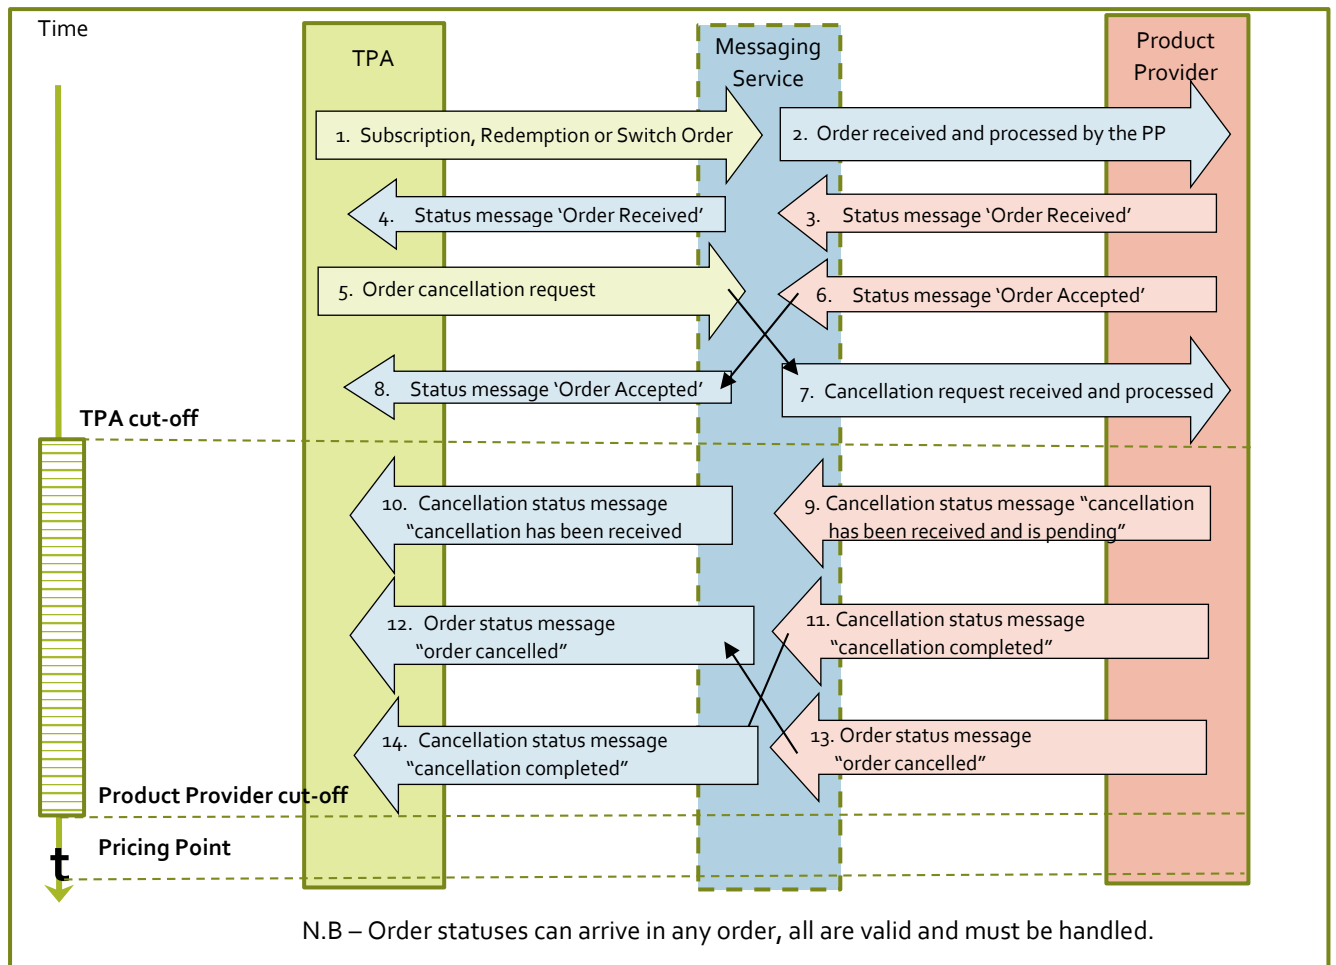 Time
TPA
Messaging
Service
Product
Provider
1. Subscription, Redemption or Switch Order
2. Order received and processed by the PP
4. Status message ‘Order Received’
3. Status message ‘Order Received’
5. Order cancellation request
6. Status message ‘Order Accepted’
8. Status message ‘Order Accepted’
7. Cancellation request received and processed
TPA cut-off
10. Cancellation status message
“cancellation has been received
9. Cancellation status message “cancellation
has been received and is pending”
12. Order status message
“order cancelled”
11. Cancellation status message
“cancellation completed”
14. Cancellation status message
“cancellation completed”
13. Order status message
“order cancelled”
Product Provider cut-off
Pricing Point
t
N.B – Order statuses can arrive in any order, all are valid and must be handled.